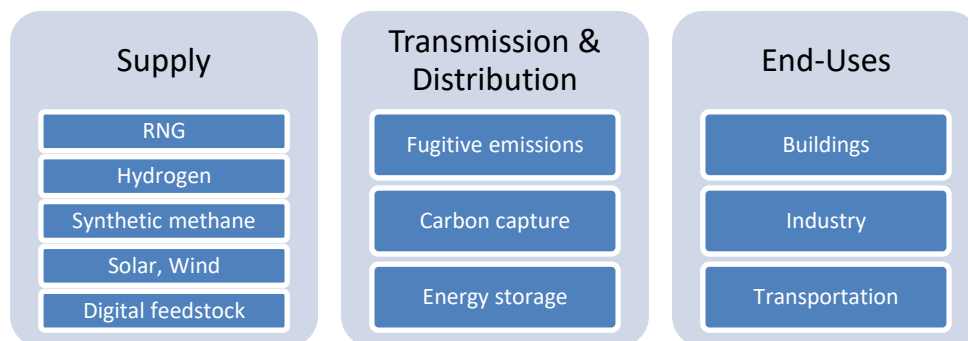 Supply
RNG
Hydrogen
Synthetic methane
Solar, Wind
Digital feedstock
Transmission &
Distribution
Fugitive emissions
Carbon capture
Energy storage
End-Uses
Buildings
Industry
Transportation